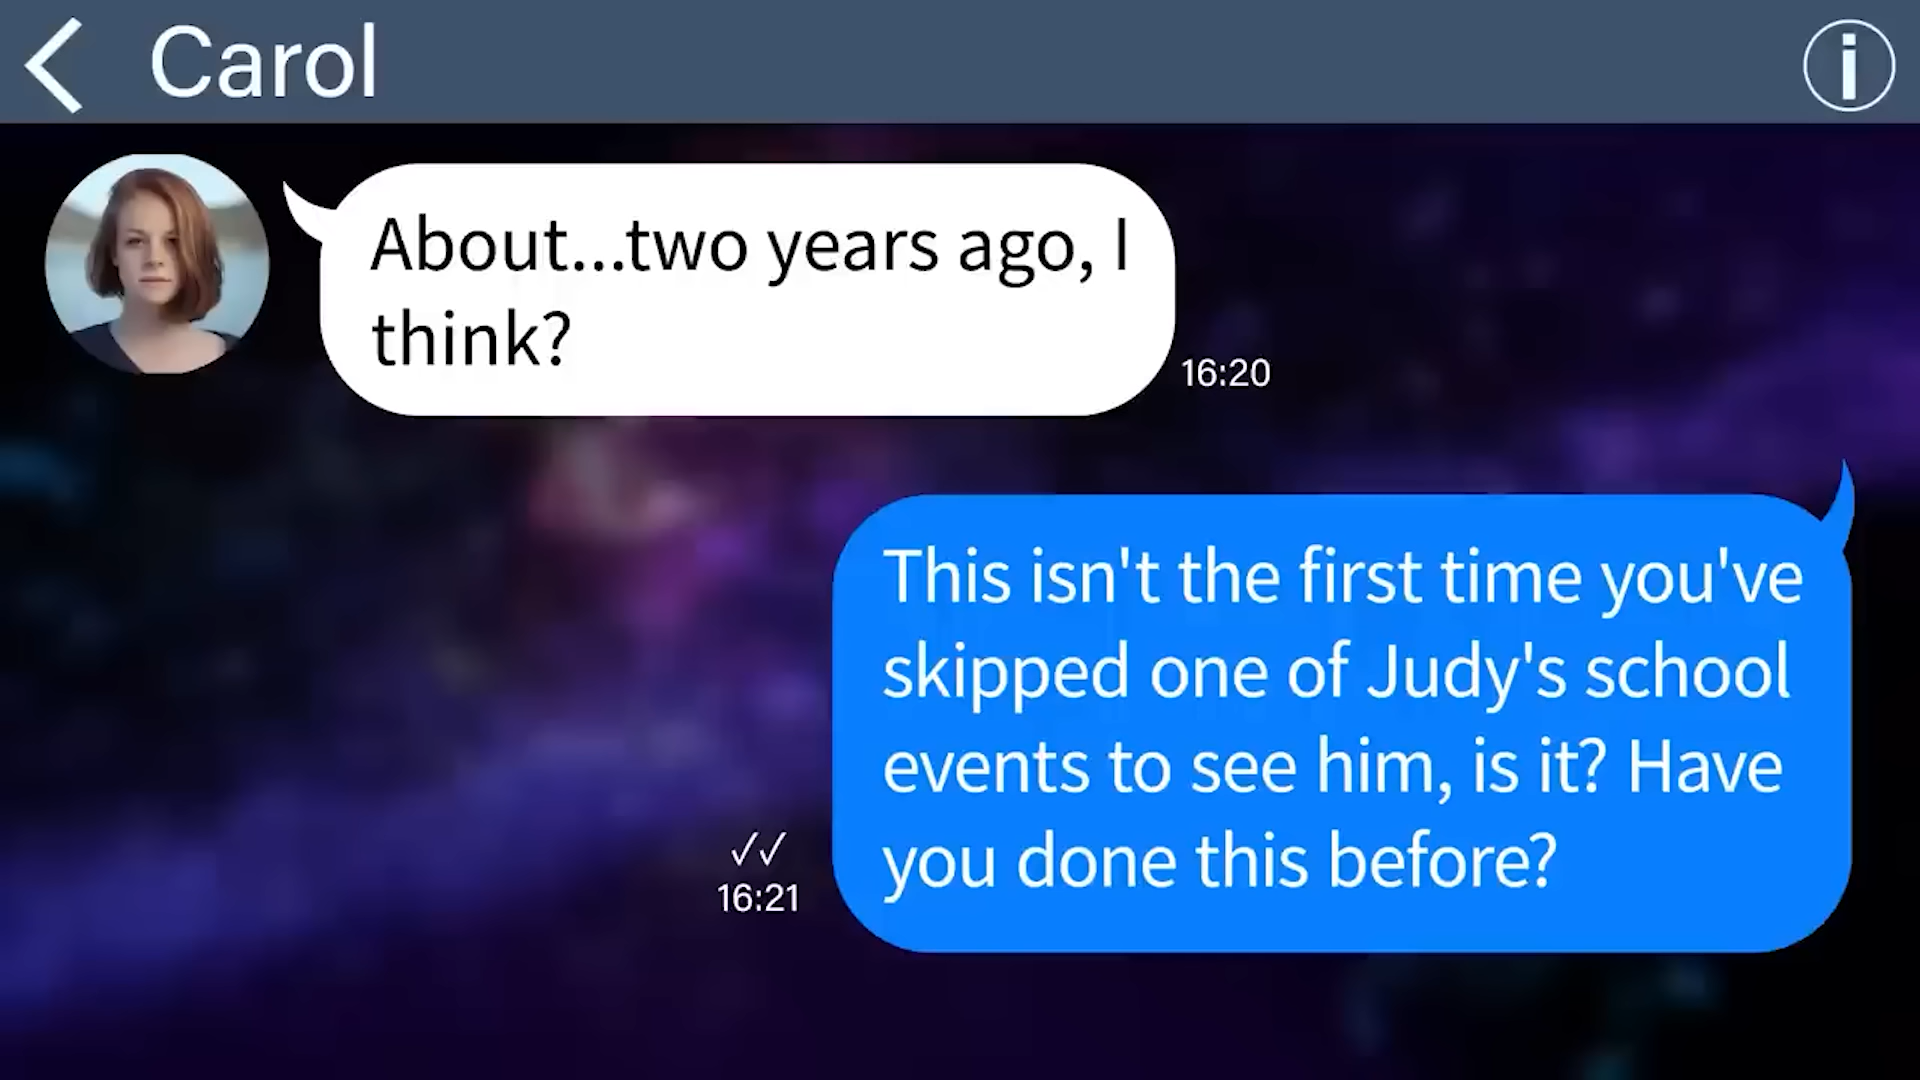 Carol
About...two years ago, I
think?
16:20
This isn't the first time you've
skipped one of Judy's school
events to see him, is it? Have
you done this before?
16:21